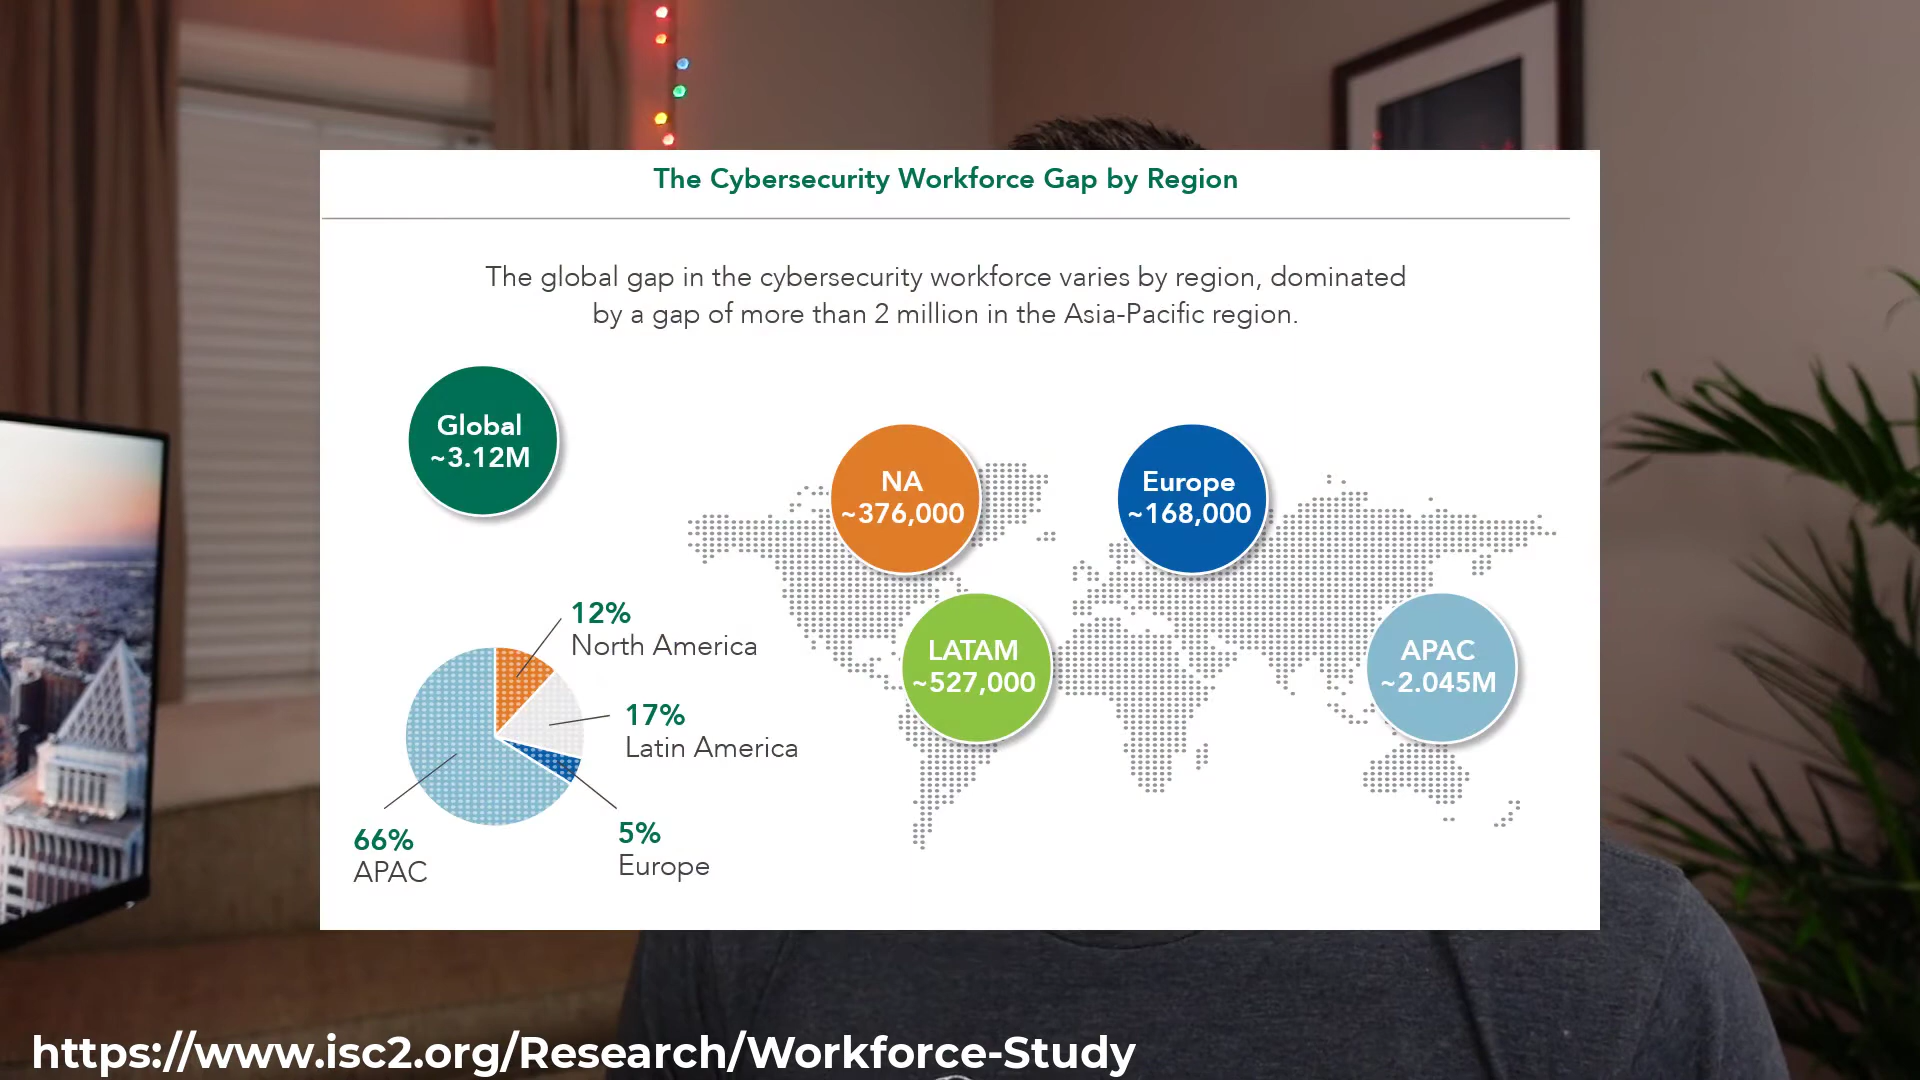 The Cybersecurity Workforce Gap by Region
The global gap in the cybersecurity workforce varies by region, dominated
by a gap of more than 2 million in the Asia-Pacific region.
Global
~3.12M
NA
~376,000
Europe
~168,000
LATAM
~527,000
APAC
~2.045M
12%
North America
17%
Latin America
5%
Europe
66%
APAC
https://www.isc2.org/Research/Workforce-Study